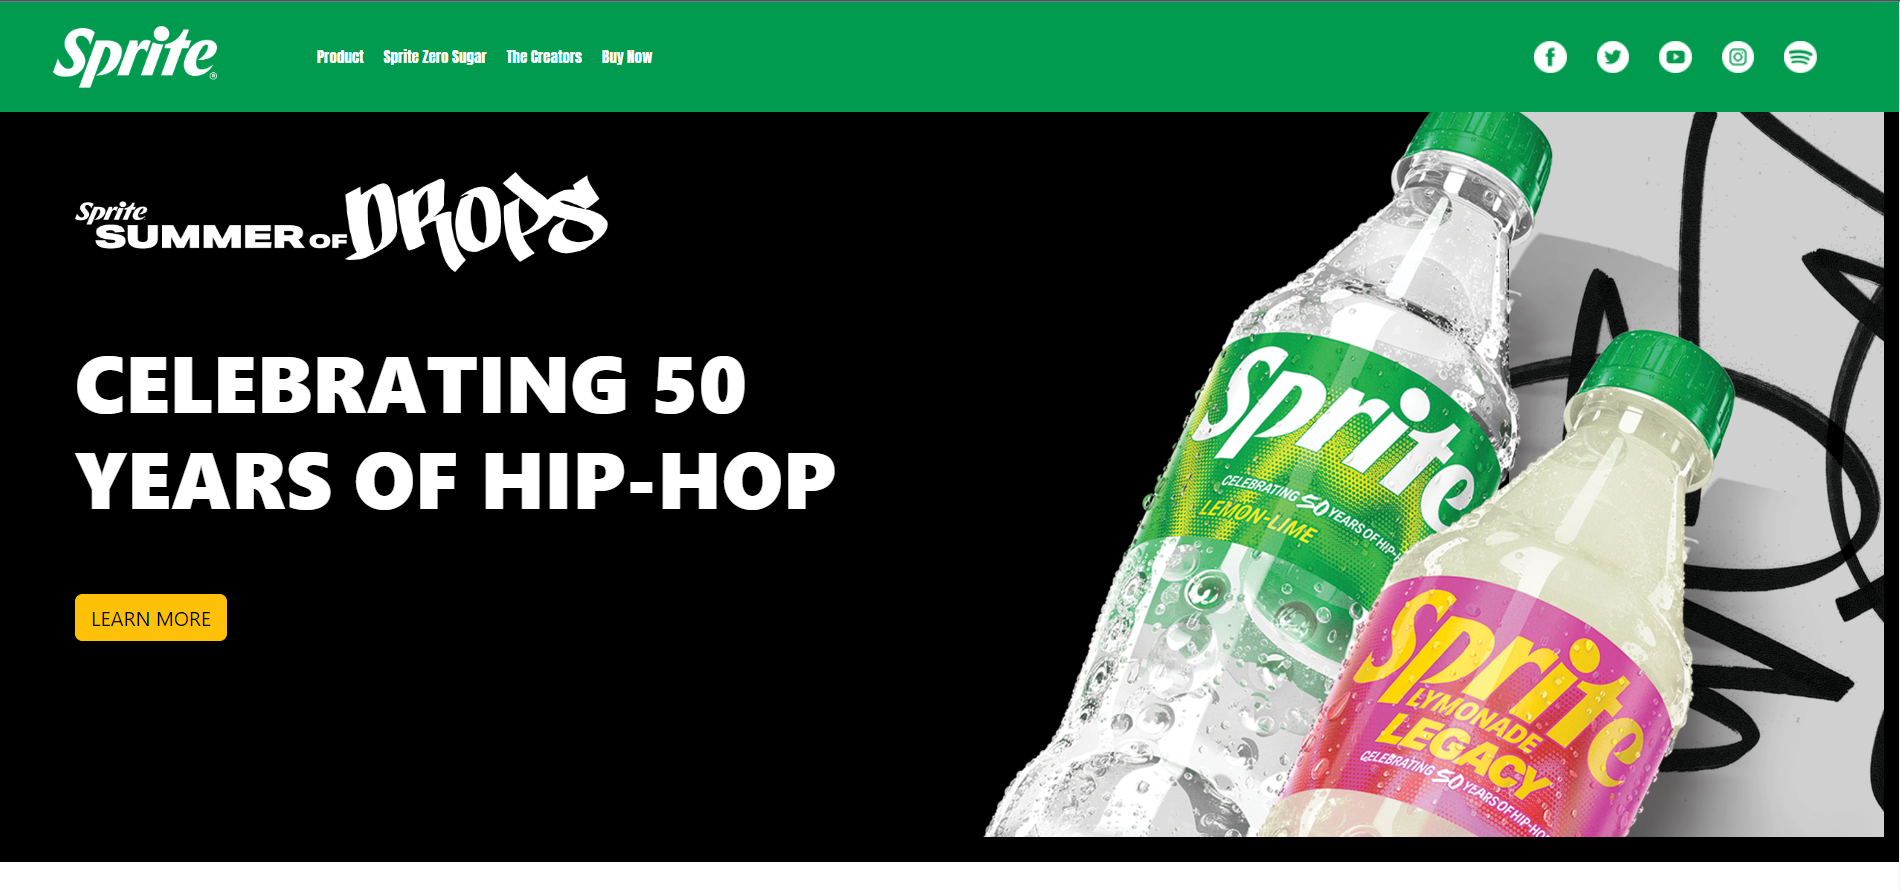 Sprite®
Product
Sprite Zero Sugar
The Creators
Buy Now
Sprite
SUMMER OF DROPS
CELEBRATING 50
YEARS OF HIP-HOP
LEARN MORE
Sprite
CELEBRATING 50 YEARS OF HIP-H
LEMON-LIME
Sprite
LYMONADE
LEGACY
CELEBRATING 50 YEARS OF HIP-HO